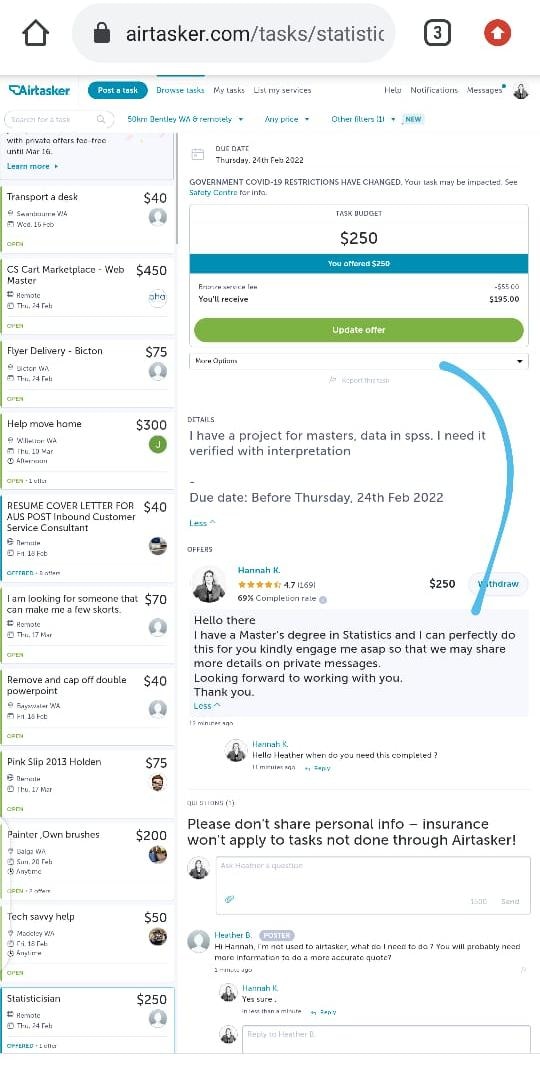 airtasker.com/tasks/statistic
3
Airtasker
Post a task
Browse tasks
My tasks
List my services
Help
Notifications
Messages
Search for a task
50km Bentley WA & remotely
Any price
Other filters (1)
NEW
with private offers fee-free
until Mar 16.
Learn more
Transport a desk
$40
Swanbourne WA
Wed, 16 Feb
OPEN
CS Cart Marketplace - Web
Master
$450
Remote
Thu, 24 Feb
pha
OPEN
Flyer Delivery - Bicton
$75
Bicton WA
Thu, 24 Feb
OPEN
Help move home
$300
Willetton WA
Thu, 10 Mar
Afternoon
J
OPEN • 1 offer
RESUME COVER LETTER FOR
AUS POST Inbound Customer
Service Consultant
$40
Remote
Fri, 18 Feb
OFFERED • 8 offers
I am looking for someone that
can make me a few skorts.
$70
Remote
Thu, 17 Mar
OPEN
Remove and cap off double
powerpoint
$40
Bayswater WA
Fri, 18 Feb
OPEN
Pink Slip 2013 Holden
$75
Remote
Thu, 17 Mar
OPEN
Painter ,Own brushes
$200
Balga WA
Sun, 20 Feb
Anytime
OPEN • 2 offers
Tech savvy help
$50
Madeley WA
Fri, 18 Feb
Anytime
OPEN
Statisticisian
$250
Remote
Thu, 24 Feb
OFFERED • 1 offer
DUE DATE
Thursday, 24th Feb 2022
GOVERNMENT COVID-19 RESTRICTIONS HAVE CHANGED. Your task may be impacted. See
Safety Centre for info.
TASK BUDGET
$250
You offered $250
Bronze service fee
-$55.00
You'll receive
$195.00
Update offer
More Options
Report this task
DETAILS
I have a project for masters, data in spss. I need it
verified with interpretation
-
Due date: Before Thursday, 24th Feb 2022
Less
OFFERS
Hannah K.
4.7 (169)
69% Completion rate
$250
Withdraw
Hello there
I have a Master's degree in Statistics and I can perfectly do
this for you kindly engage me asap so that we may share
more details on private messages.
Looking forward to working with you.
Thank you.
Less
12 minutes ago
Hannah K.
Hello Heather when do you need this completed ?
11 minutes ago
Reply
QUESTIONS (1)
Please don't share personal info – insurance
won't apply to tasks not done through Airtasker!
Ask Heather a question
1500
Send
Heather B.
POSTER
Hi Hannah, I'm not used to airtasker, what do I need to do ? You will probably need
more information to do a more accurate quote?
1 minute ago
Hannah K.
Yes sure .
in less than a minute
Reply
Reply to Heather B.